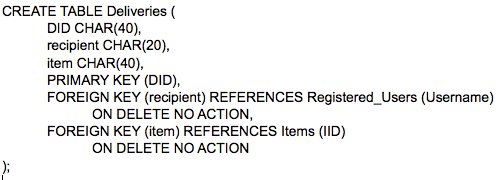 CREATE TABLE Deliveries (
DID CHAR(40),
recipient CHAR(20),
item CHAR(40),
PRIMARY KEY (DID),
FOREIGN KEY (recipient) REFERENCES Registered_Users (Username)
ON DELETE NO ACTION,
FOREIGN KEY (item) REFERENCES Items (IID)
ON DELETE NO ACTION
);